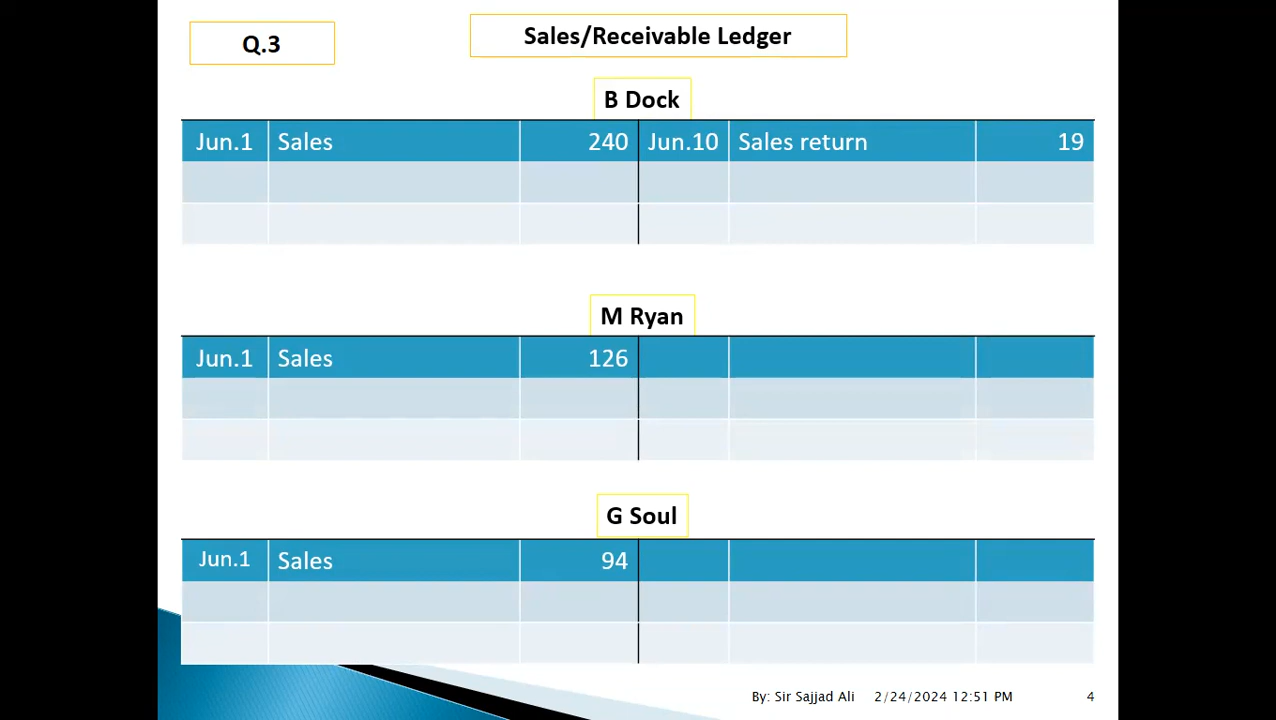 Q.3
Sales/Receivable Ledger
B Dock
Jun.1 Sales 240 Jun.10 Sales return 19
M Ryan
Jun.1 Sales 126
G Soul
Jun.1 Sales 94
By: Sir Sajjad Ali 2/24/2024 12:51 PM 4